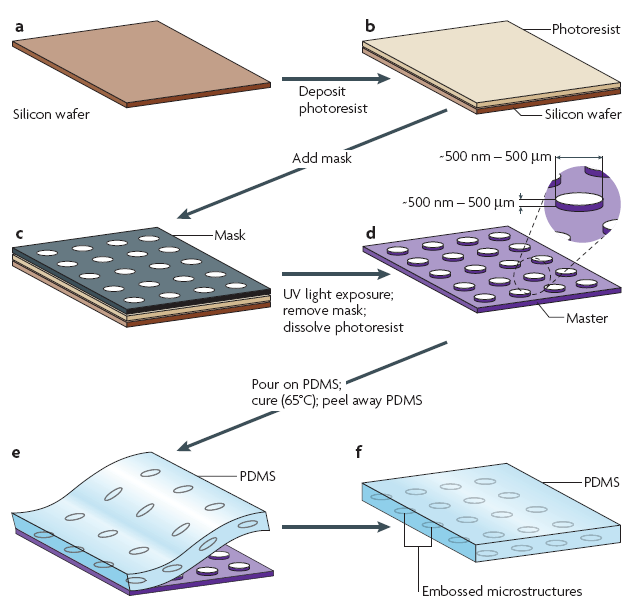 a
b
Photoresist
Silicon wafer
Deposit
photoresist
Silicon wafer
Add mask
~500 nm – 500 μm
~500 nm – 500 μm
c
Mask
d
UV light exposure;
remove mask;
dissolve photoresist
Master
Pour on PDMS;
cure (65°C); peel away PDMS
e
PDMS
f
PDMS
Embossed microstructures